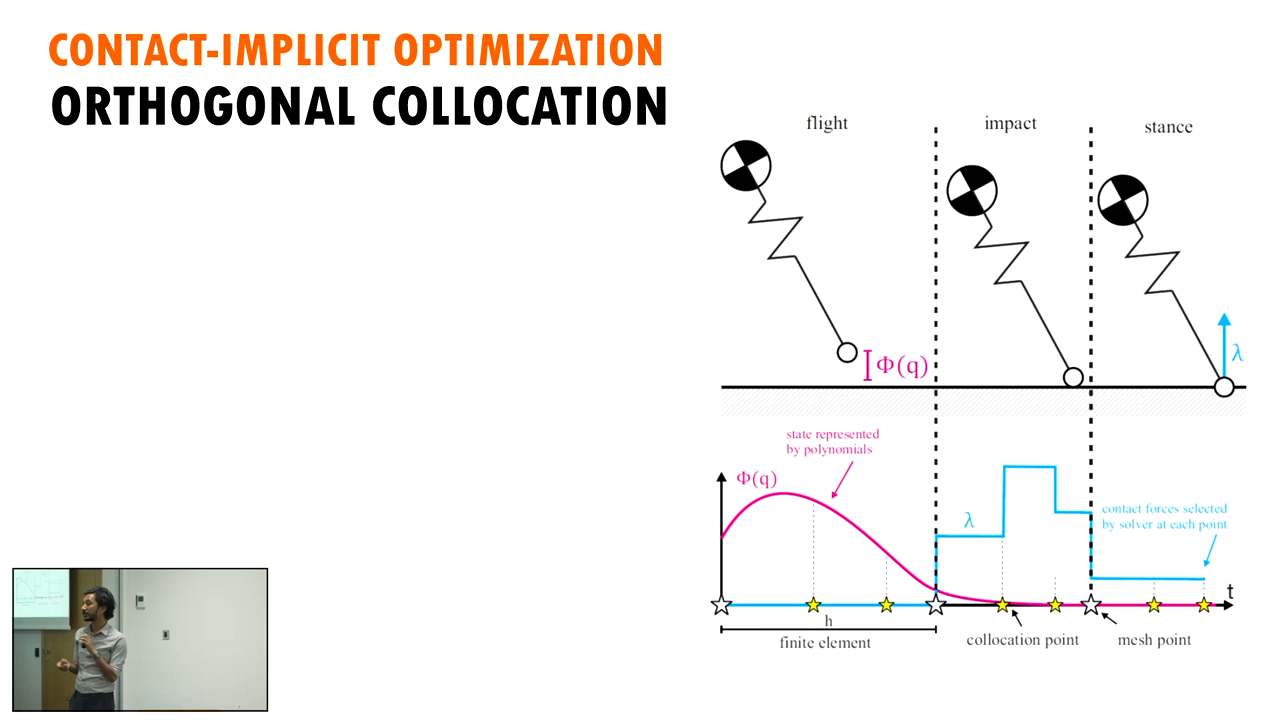 CONTACT-IMPLICIT OPTIMIZATION
ORTHOGONAL COLLOCATION
flight
impact
stance
Φ(q)
λ
state represented
by polynomials
Φ(q)
λ
contact forces selected
by solver at each point
t
h
finite element
collocation point
mesh point